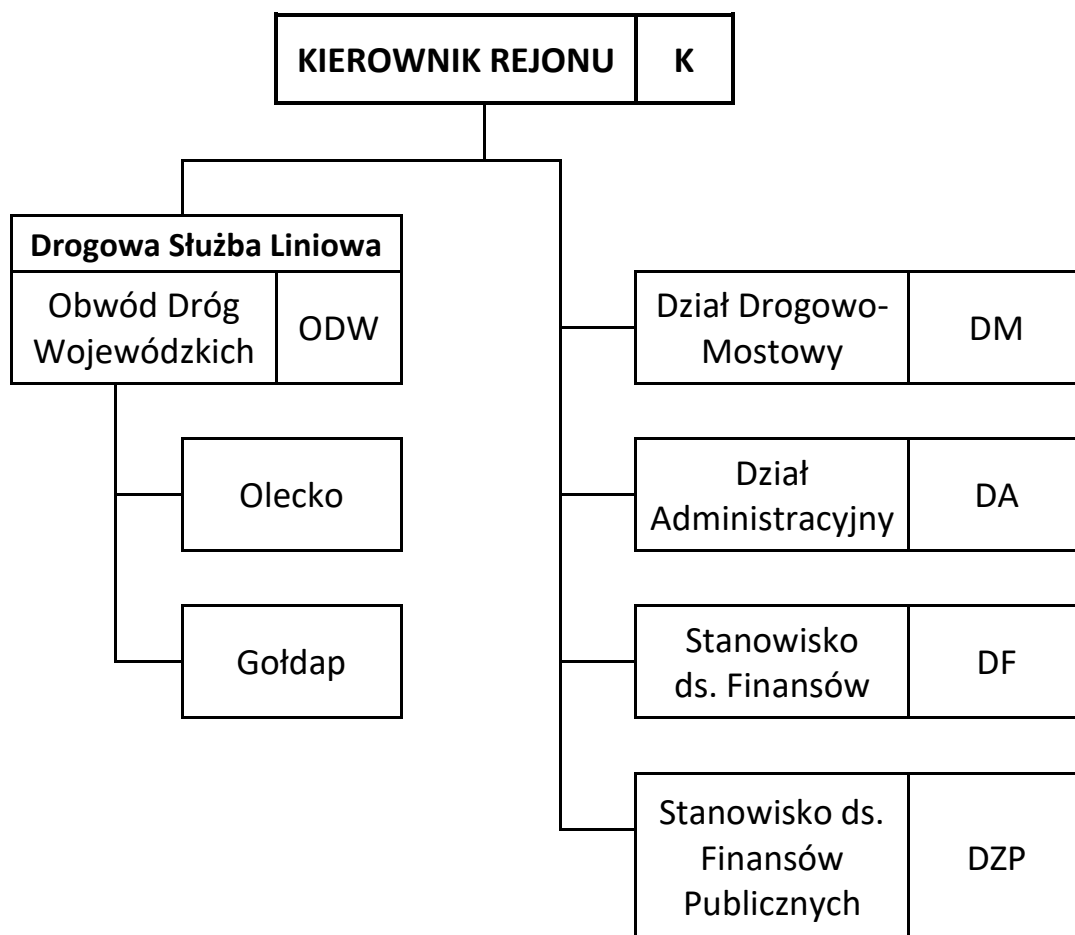 KIEROWNIK REJONU K
Drogowa Służba Liniowa
Obwód Dróg
Wojewódzkich
ODW
Olecko
Gołdap
Dział Drogowo-
Mostowy
DM
Dział
Administracyjny
DA
Stanowisko
ds. Finansów
DF
Stanowisko ds.
Finansów
Publicznych
DZP